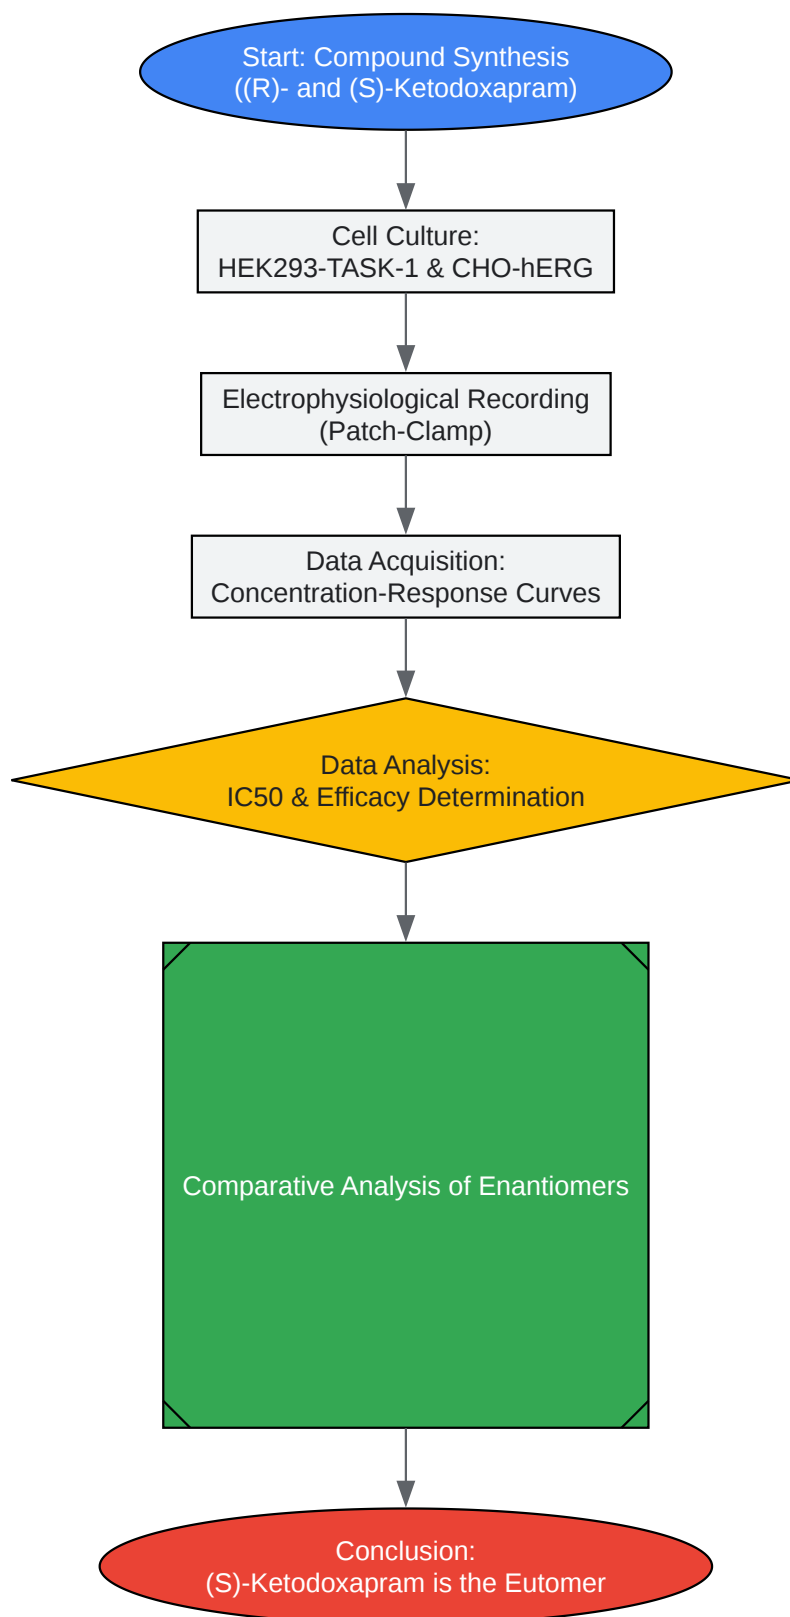 Start: Compound Synthesis
((R)- and (S)-Ketodoxapram)
Cell Culture:
HEK293-TASK-1 & CHO-hERG
Electrophysiological Recording
(Patch-Clamp)
Data Acquisition:
Concentration-Response Curves
Data Analysis:
IC50 & Efficacy Determination
Comparative Analysis of Enantiomers
Conclusion:
(S)-Ketodoxapram is the Eutomer